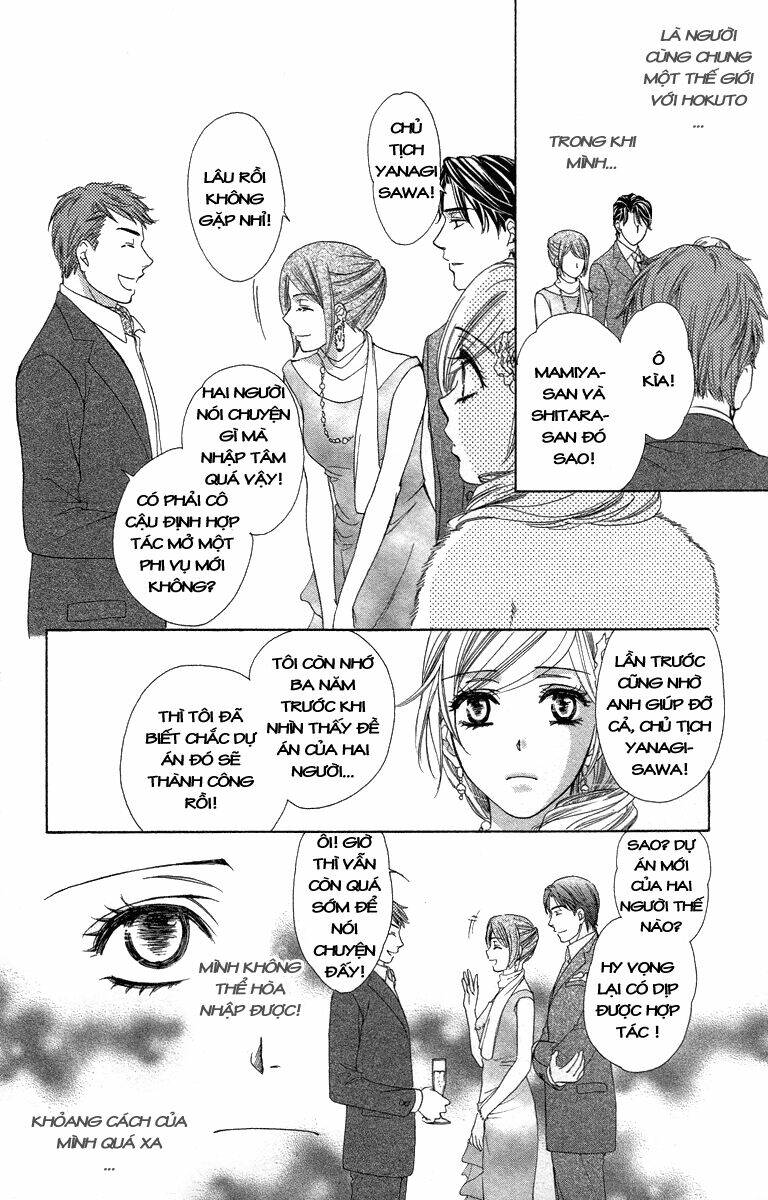 LÀ NGƯỜI
CÙNG CHUNG
MỘT THẾ GIỚI
VỚI HOKUTO
...
TRONG KHI
MÌNH...
Ô
KÌA!
MAMIYA-
SAN VÀ
SHITARA-
SAN ĐÓ
SAO!
CHỦ
TỊCH
YANAGI
SAWA!
LÂU RỒI
KHÔNG
GẶP NHỈ!
HAI NGƯỜI
NÓI CHUYỆN
GÌ MÀ
NHẬP TÂM
QUÁ VẬY!
CÓ PHẢI CÔ
CẬU ĐỊNH HỢP
TÁC MỞ MỘT
PHI VỤ MỚI
KHÔNG?
LẦN TRƯỚC
CŨNG NHỜ
ANH GIÚP ĐỠ
CẢ, CHỦ TỊCH
YANAGI-
SAWA!
TÔI CÒN NHỚ
BA NĂM
TRƯỚC KHI
NHÌN THẤY ĐỀ
ÁN CỦA HAI
NGƯỜI...
THÌ TÔI ĐÃ
BIẾT CHẮC DỰ
ÁN ĐÓ SẼ
THÀNH CÔNG
RỒI!
SAO? DỰ
ÁN MỚI
CỦA HAI
NGƯỜI THẾ
NÀO?
HY VỌNG
LẠI CÓ DỊP
ĐƯỢC HỢP
TÁC !
ÔI! GIỜ
THÌ VẪN
CÒN QUÁ
SỚM ĐỂ
NÓI
CHUYỆN
ĐẤY!
MÌNH KHÔNG
THỂ HÒA
NHẬP ĐƯỢC!
KHỎANG CÁCH CỦA
MÌNH QUÁ XA
...